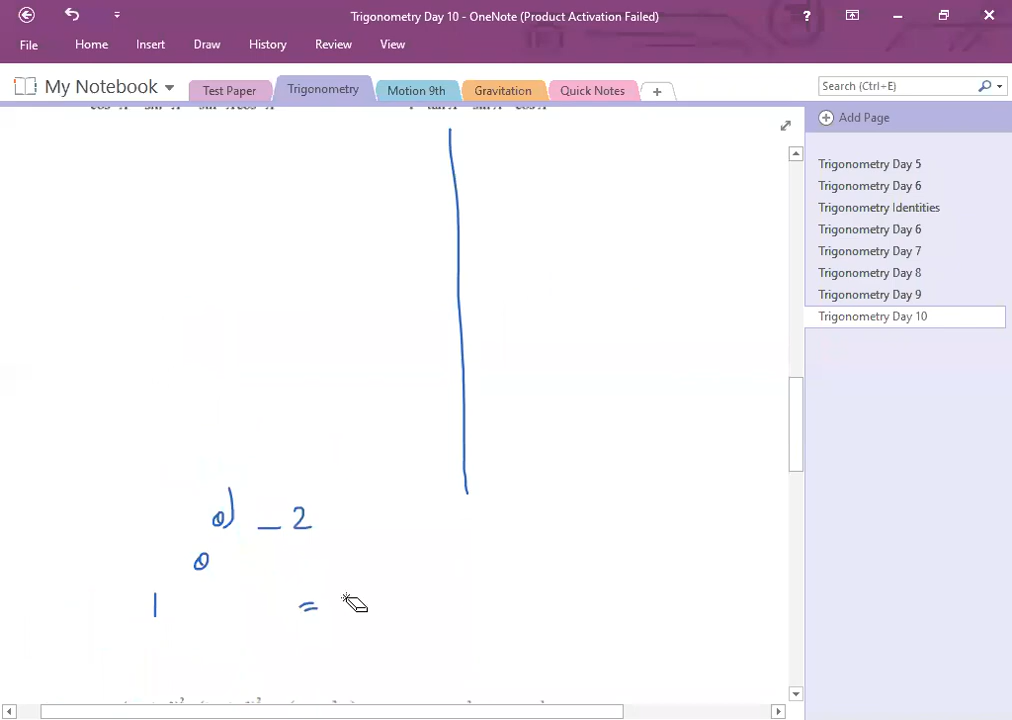 Trigonometry Day 10 - OneNote (Product Activation Failed)
?
File Home Insert Draw History Review View
My Notebook
Test Paper Trigonometry Motion 9th Gravitation Quick Notes +
Search (Ctrl+E)
Add Page
Trigonometry Day 5
Trigonometry Day 6
Trigonometry Identities
Trigonometry Day 6
Trigonometry Day 7
Trigonometry Day 8
Trigonometry Day 9
Trigonometry Day 10
θ) - 2
θ
1 =